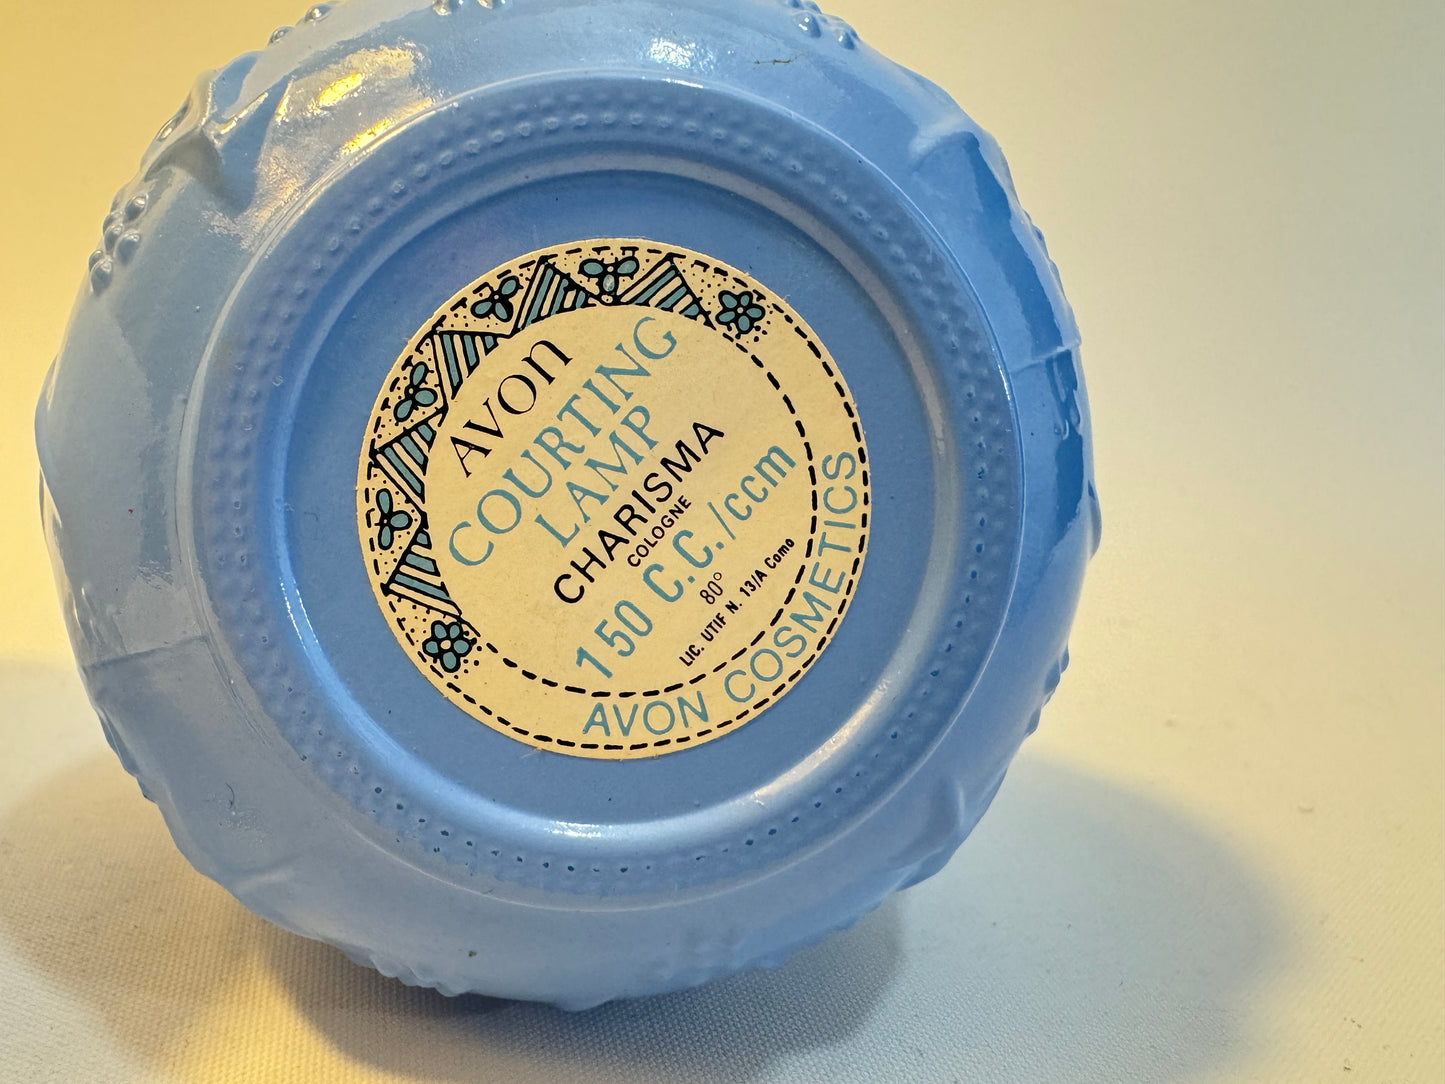 AVON
COURTING
LAMP
CHARISMA
COLOGNE
150 C.C./ccm
80°
LIC. UTIF N. 13/A Como
AVON COSMETICS